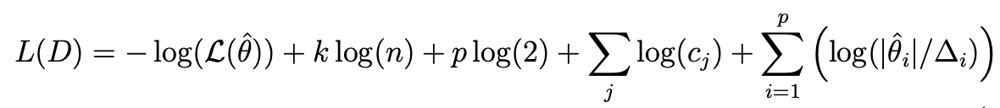 L(D) = − log(ℒ(θ̂)) + k log(n) + p log(2) + ∑_j log(c_j) + ∑_{i=1}^{p} (log(|θ̂_i|/Δ_i))